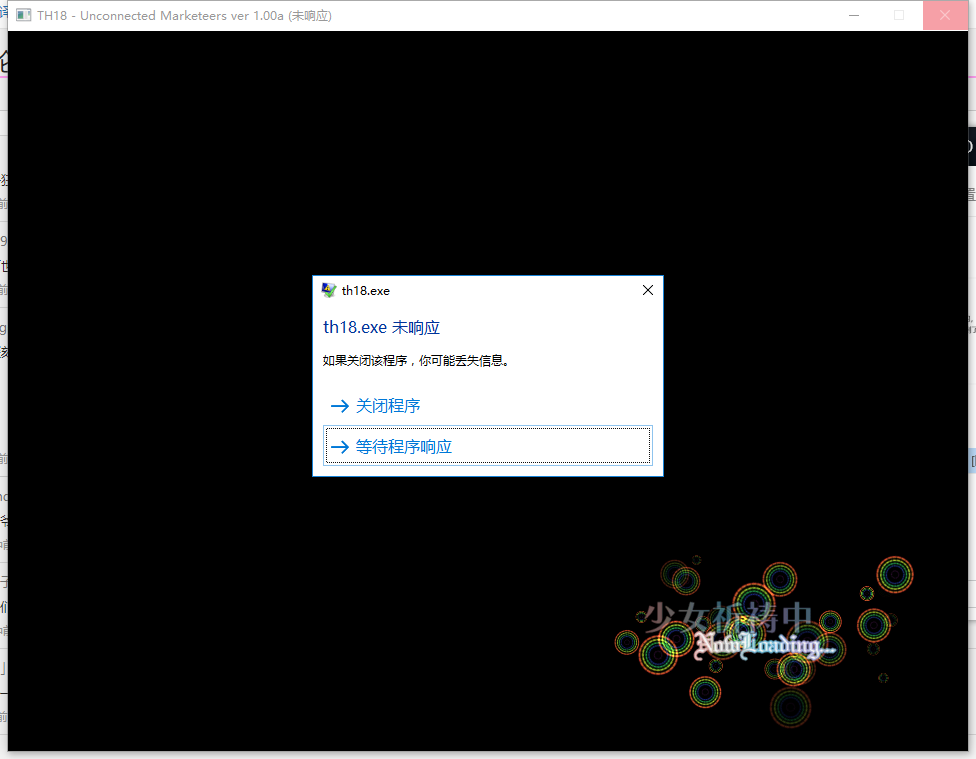 TH18 - Unconnected Marketeers ver 1.00a (未响应)
th18.exe
th18.exe 未响应
如果关闭该程序，你可能丢失信息。
关闭程序
等待程序响应
少女祈祷中
Now Loading...